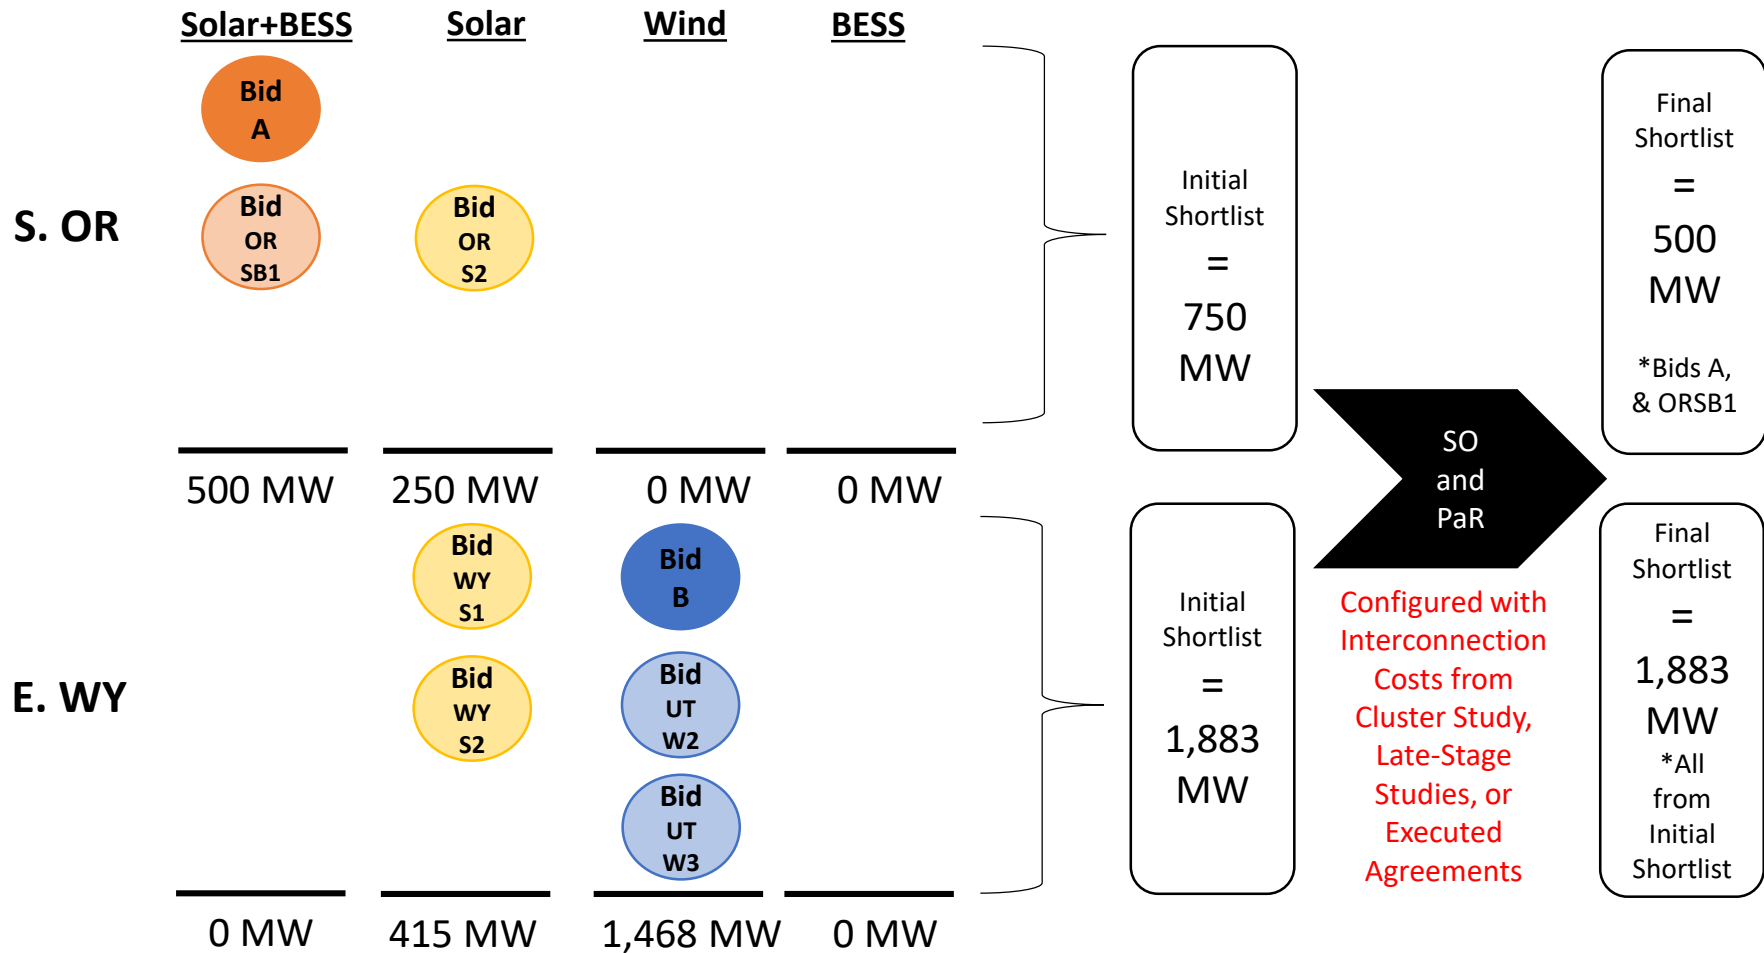 Solar+BESS
Solar
Wind
BESS
S. OR
Bid
A
Bid
OR
SB1
Bid
OR
S2
500 MW
250 MW
0 MW
0 MW
Initial
Shortlist
=
750
MW
Final
Shortlist
=
500
MW
*Bids A,
& ORSB1
SO
and
PaR
Configured with
Interconnection
Costs from
Cluster Study,
Late-Stage
Studies, or
Executed
Agreements
E. WY
Bid
WY
S1
Bid
WY
S2
Bid
B
Bid
UT
W2
Bid
UT
W3
0 MW
415 MW
1,468 MW
0 MW
Initial
Shortlist
=
1,883
MW
Final
Shortlist
=
1,883
MW
*All
from
Initial
Shortlist